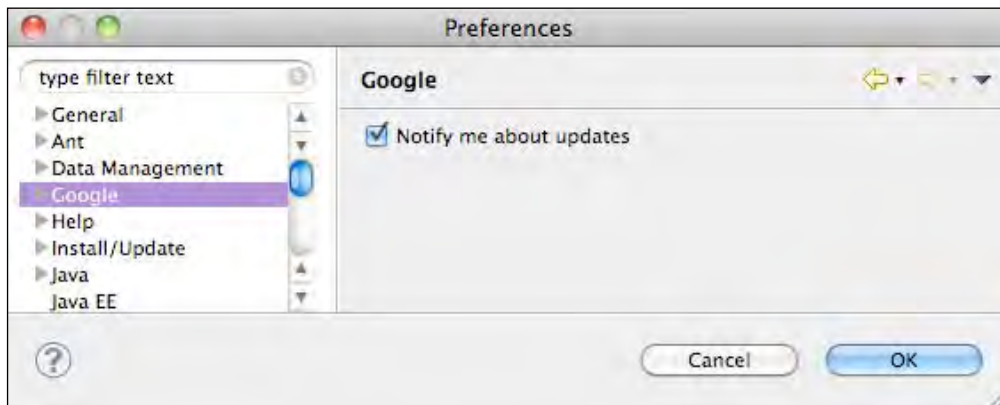 Preferences
type filter text
General
Ant
Data Management
Google
Help
Install/Update
Java
Java EE
Google
Notify me about updates
?
Cancel
OK